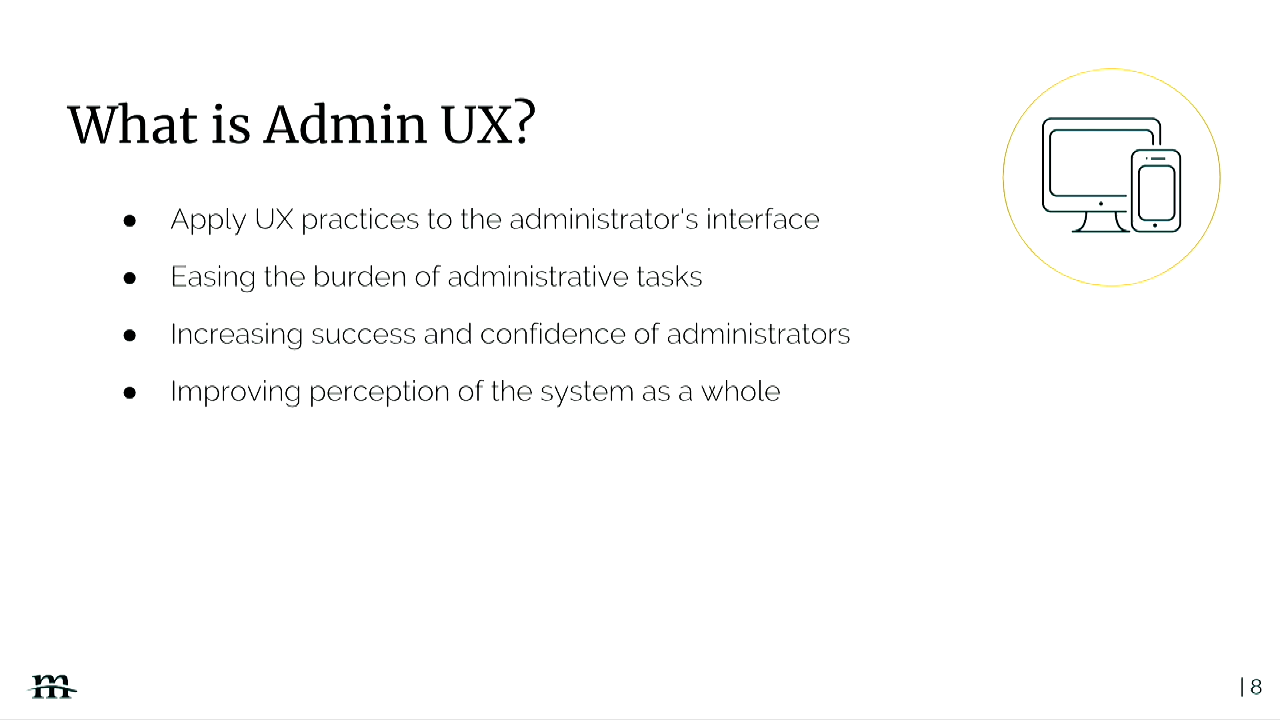 What is Admin UX?
● Apply UX practices to the administrator's interface
● Easing the burden of administrative tasks
● Increasing success and confidence of administrators
● Improving perception of the system as a whole
m
| 8